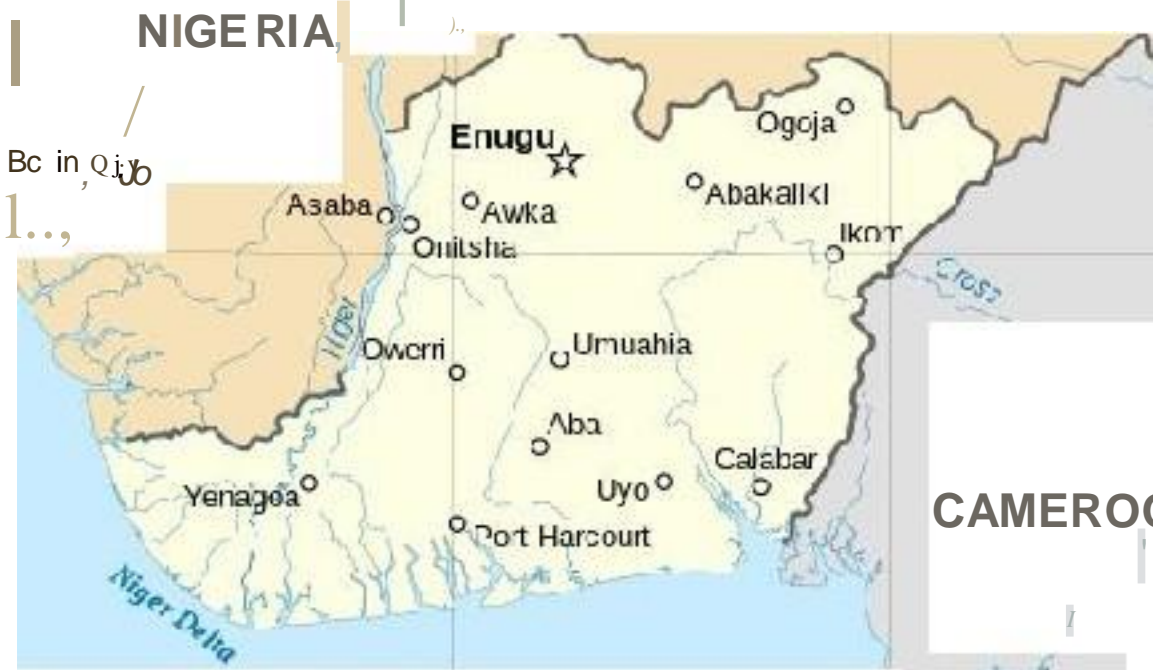 NIGERIA,
Enugu
Ogoja
Abakaliki
Asaba
Awka
Onitsha
Ikom
Cross
Niger
Owerri
Umuahia
Aba
Calabar
Yenagoa
Uyo
CAMEROO
Port Harcourt
Niger Delta